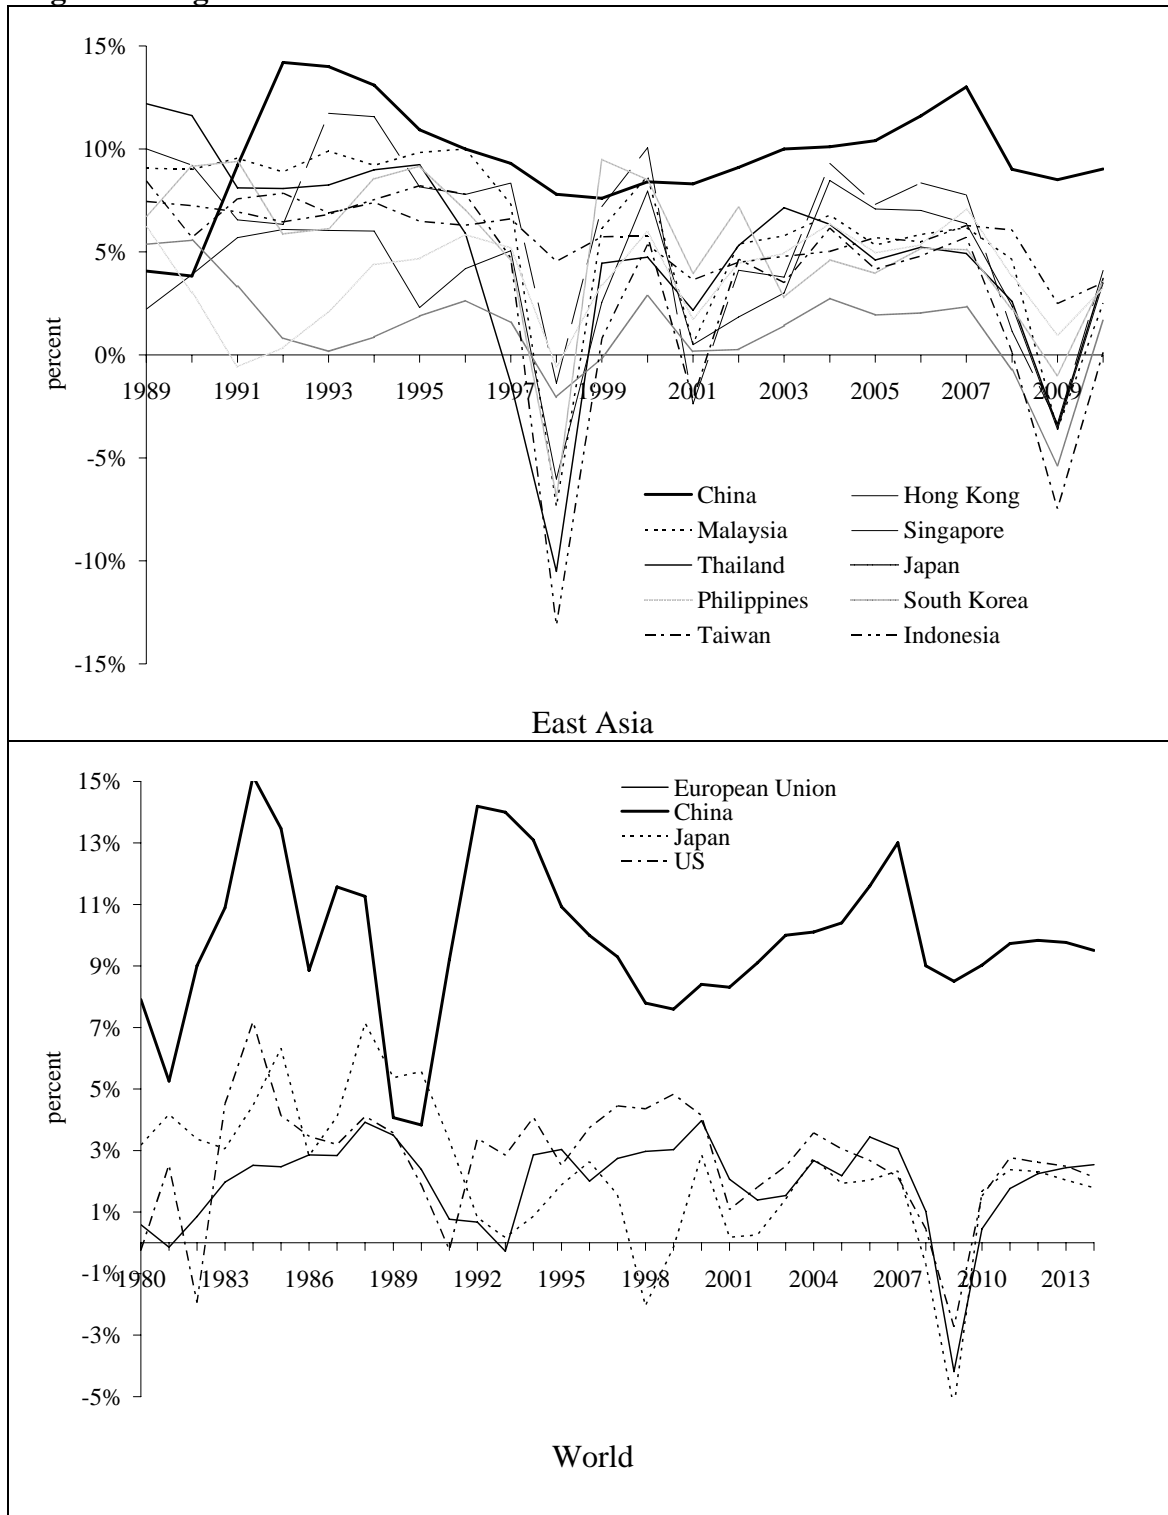 15%
10%
5%
0%
-5%
-10%
-15%
percent
1989 1991 1993 1995 1997 1999 2001 2003 2005 2007 2009
China Hong Kong
Malaysia Singapore
Thailand Japan
Philippines South Korea
Taiwan Indonesia
East Asia
15%
13%
11%
9%
7%
5%
3%
1%
-1%
-3%
-5%
percent
European Union
China
Japan
US
1980 1983 1986 1989 1992 1995 1998 2001 2004 2007 2010 2013
World